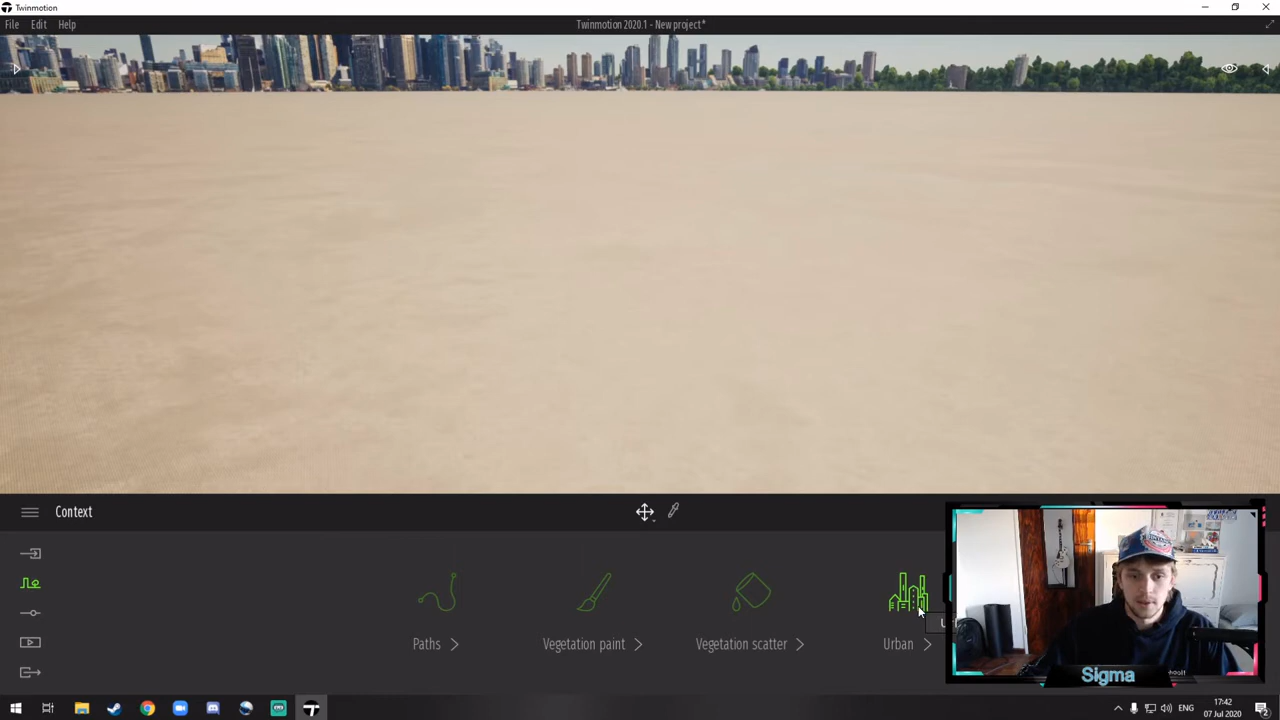 Twinmotion
File Edit Help
Twinmotion 2020.1 - New project*
Context
Paths
Vegetation paint
Vegetation scatter
Urban
Sigma
ENG
17:42
07 Jul 2020
2